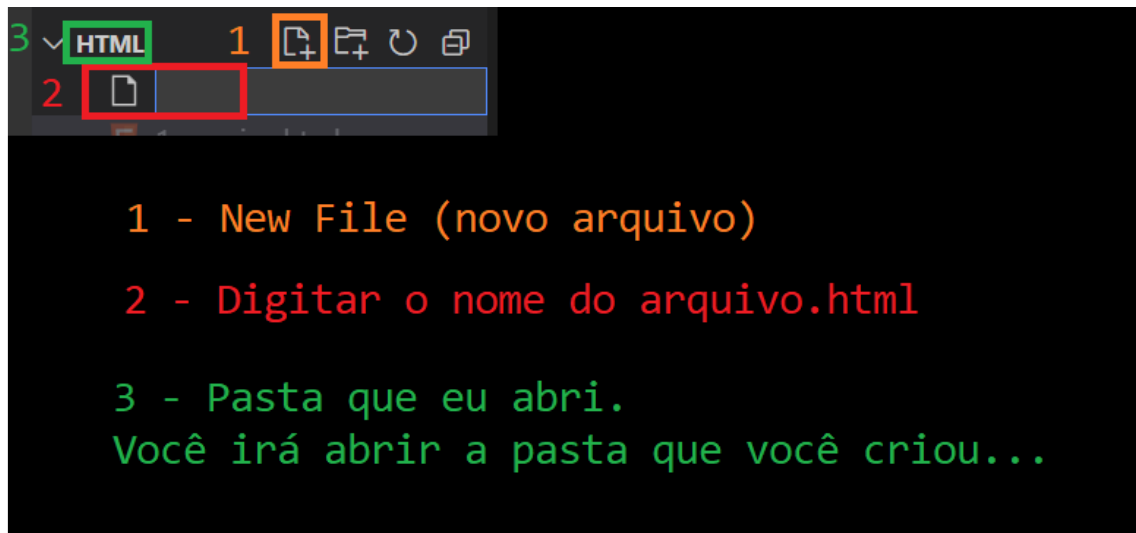 3 HTML 1
2
1 - New File (novo arquivo)
2 - Digitar o nome do arquivo.html
3 - Pasta que eu abri.
Você irá abrir a pasta que você criou...